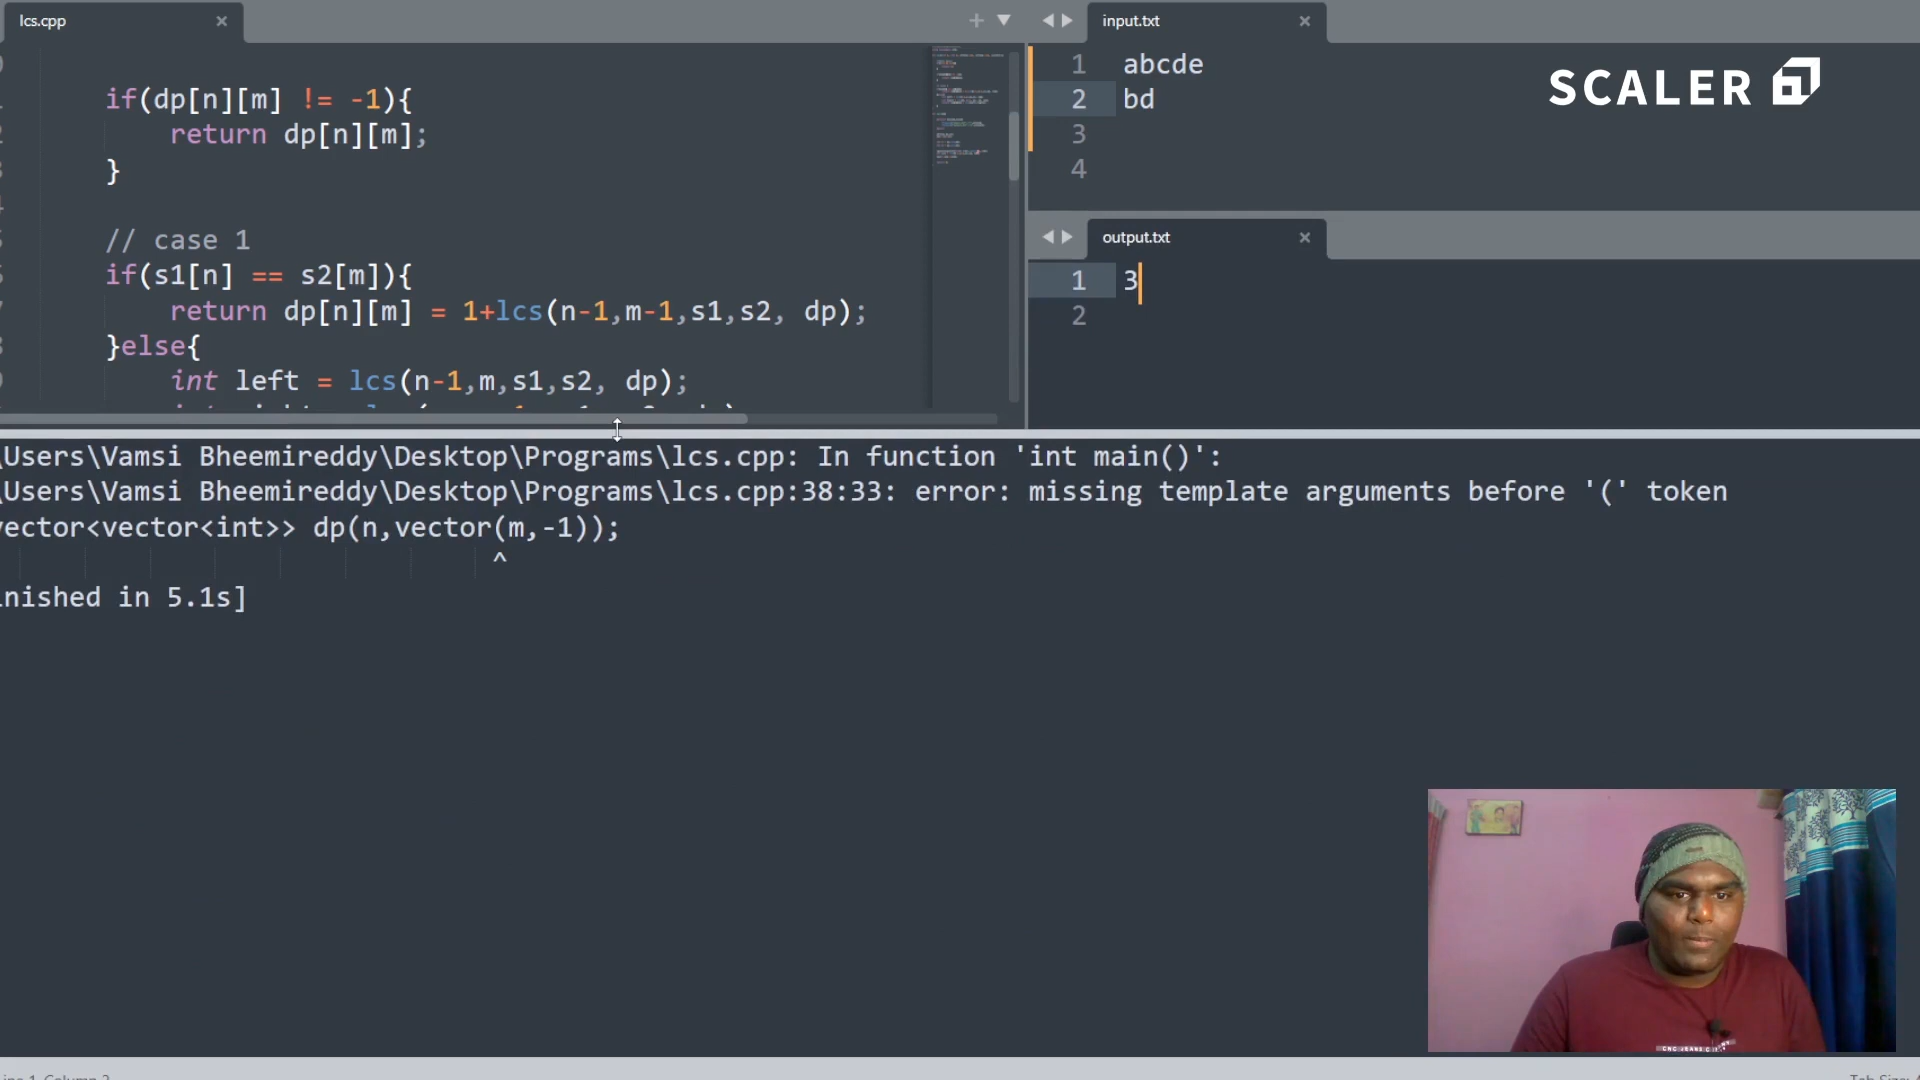 lcs.cpp
if(dp[n][m] != -1){
return dp[n][m];
}
// case 1
if(s1[n] == s2[m]){
return dp[n][m] = 1+lcs(n-1,m-1,s1,s2, dp);
}else{
int left = lcs(n-1,m,s1,s2, dp);
input.txt
1 abcde
2 bd
3
4
SCALER
output.txt
1 3
2
\Users\Vamsi Bheemireddy\Desktop\Programs\lcs.cpp: In function 'int main()':
\Users\Vamsi Bheemireddy\Desktop\Programs\lcs.cpp:38:33: error: missing template arguments before '(' token
vector<vector<int>> dp(n,vector(m,-1));
^
nished in 5.1s]